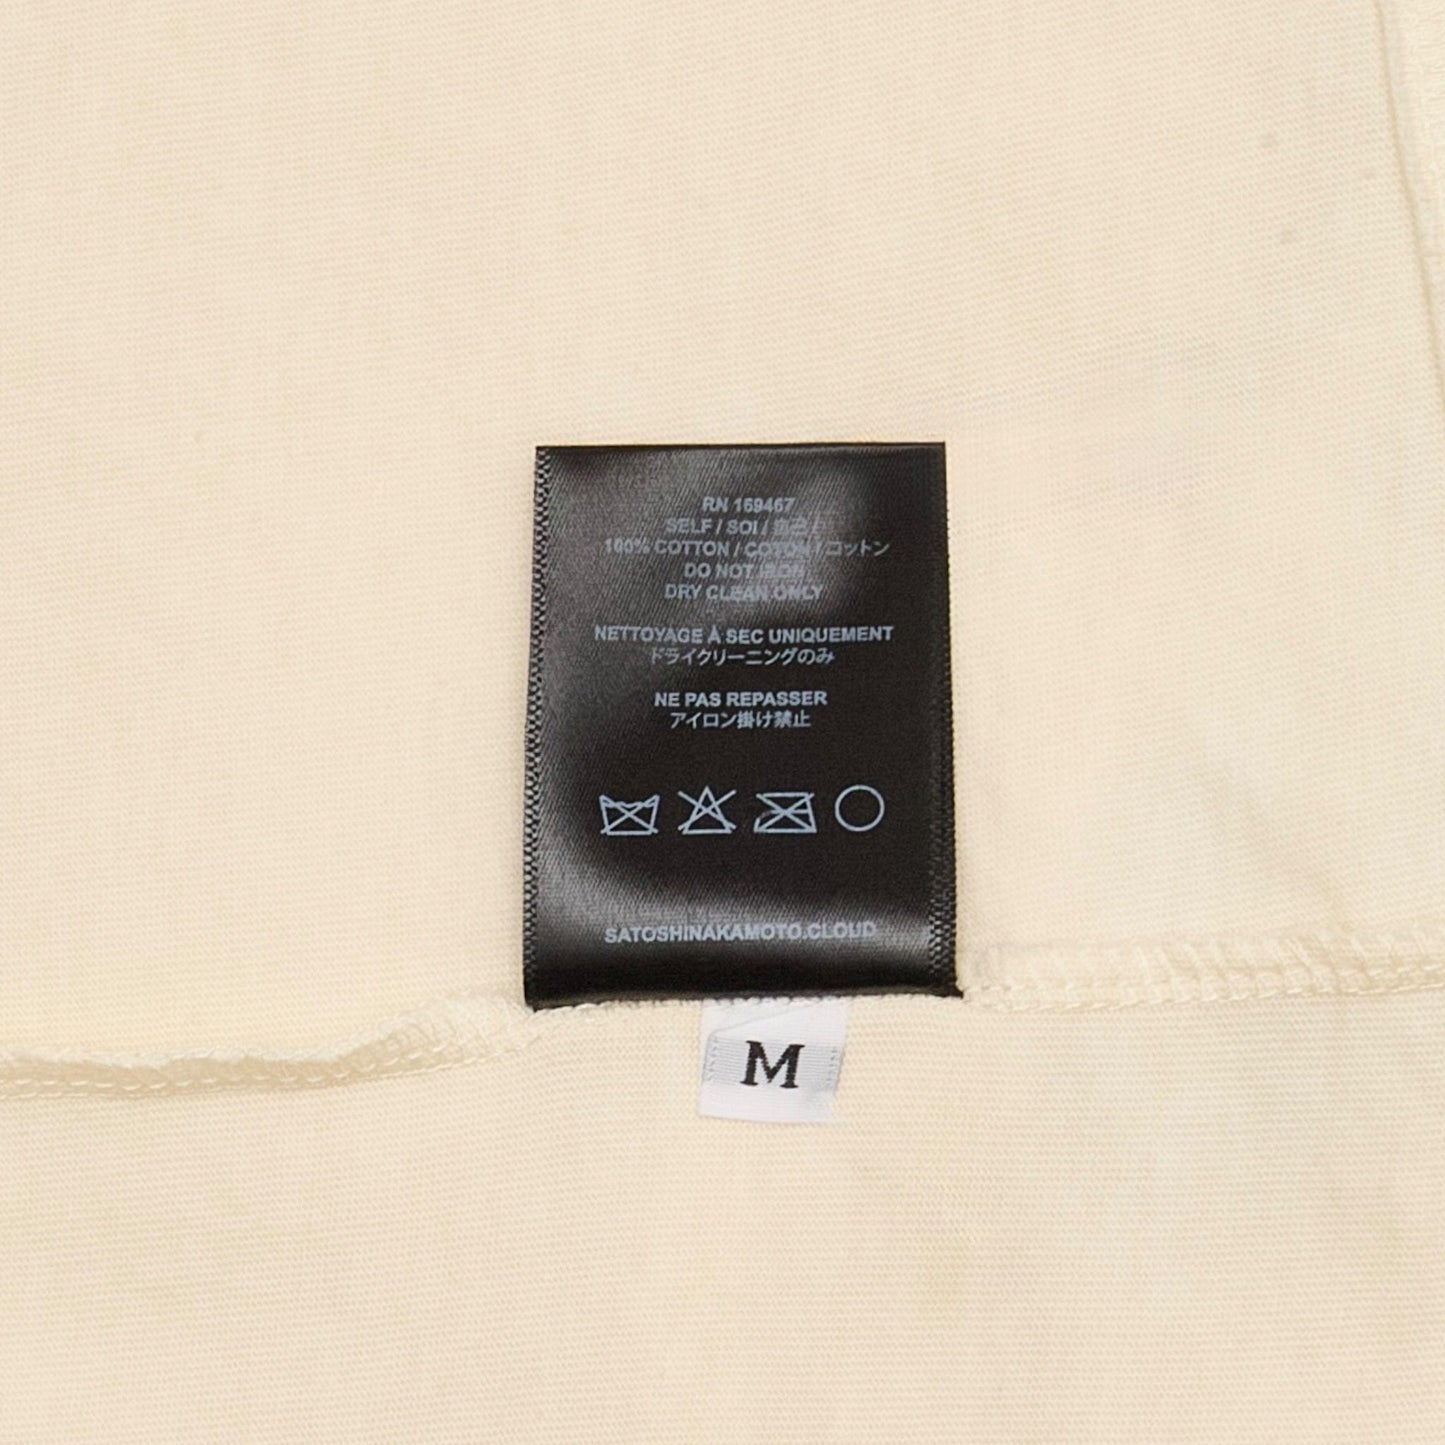 RN 169467
SELF / SOI / 自己 /
100% COTTON / COTON / コットン
DO NOT IRON
DRY CLEAN ONLY
NETTOYAGE À SEC UNIQUEMENT
ドライクリーニングのみ
NE PAS REPASSER
アイロン掛け禁止
SATOSHINAKAMOTO.CLOUD
M